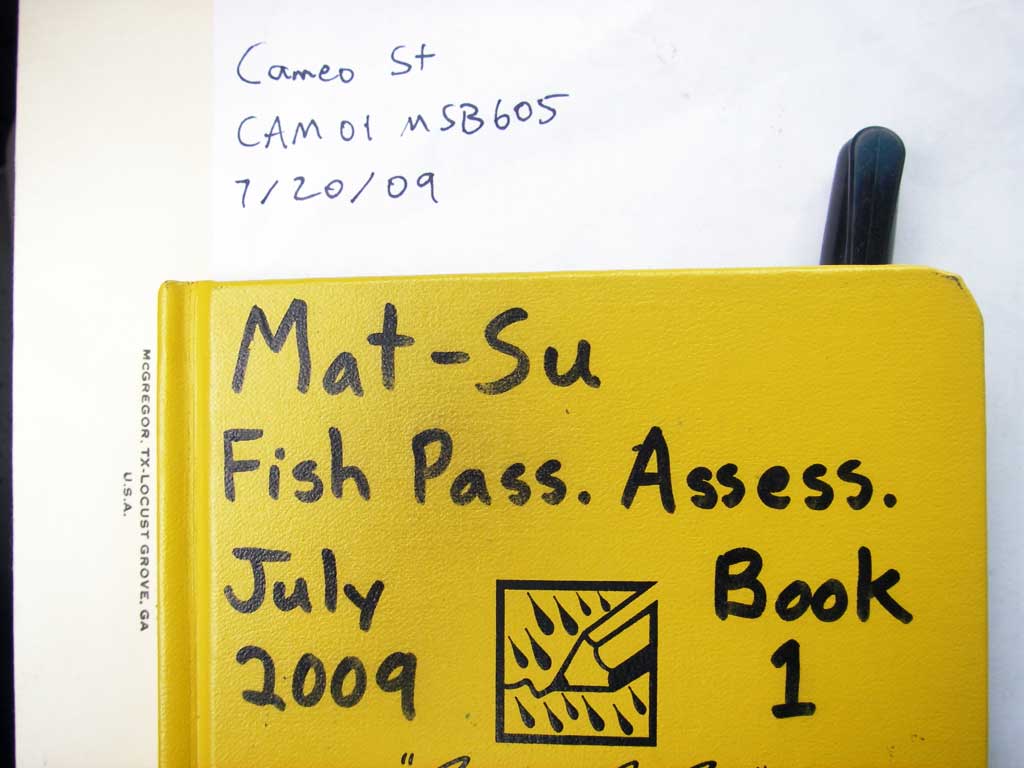 Cameo St
CAM01 MSB605
7/20/09
Mat-Su
Fish Pass. Assess.
July 2009
Book 1
MCGREGOR, TX-LOCUST GROVE, GA
U.S.A.